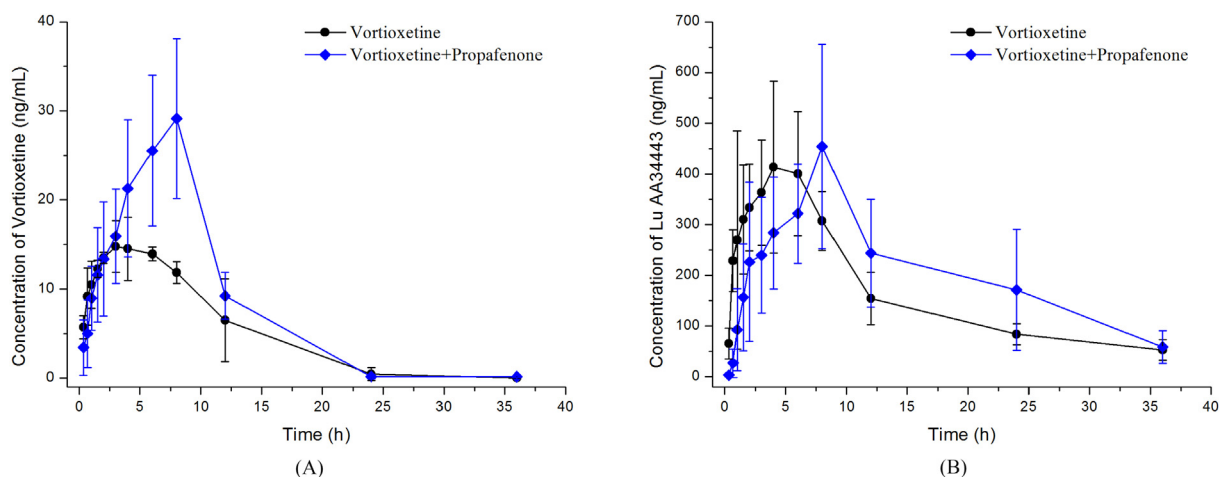 Vortioxetine
Vortioxetine+Propafenone
Concentration of Vortioxetine (ng/mL)
40
30
20
10
0
0 5 10 15 20 25 30 35 40
Time (h)
(A)
Vortioxetine
Vortioxetine+Propafenone
Concentration of Lu AA34443 (ng/mL)
700
600
500
400
300
200
100
0
0 5 10 15 20 25 30 35 40
Time (h)
(B)